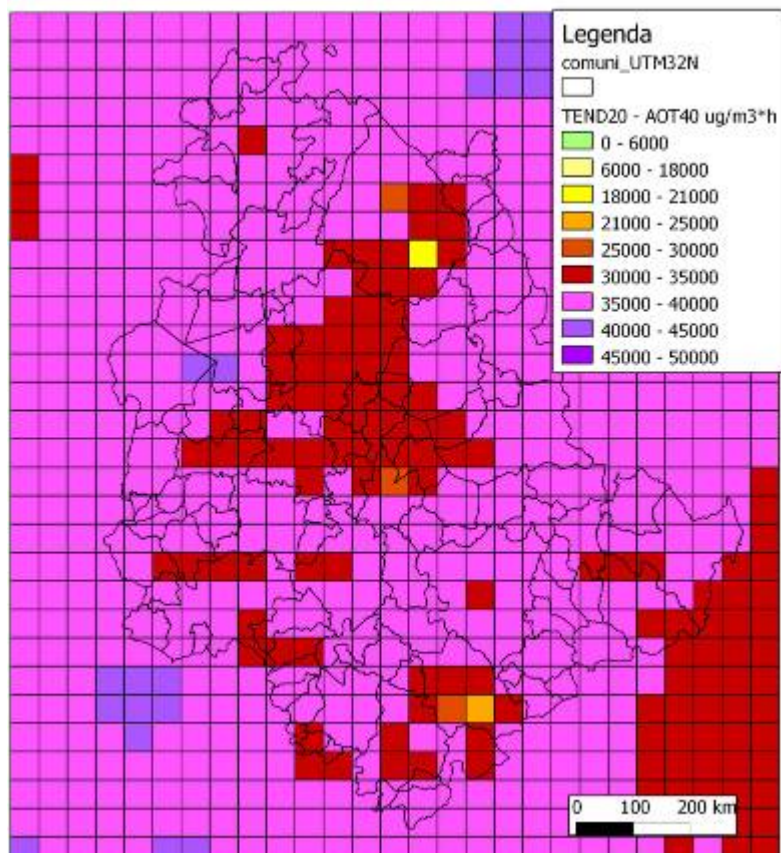 Legenda
comuni_UTM32N
TEND20 - AOT40 ug/m3*h
0 - 6000
6000 - 18000
18000 - 21000
21000 - 25000
25000 - 30000
30000 - 35000
35000 - 40000
40000 - 45000
45000 - 50000
0 100 200 km